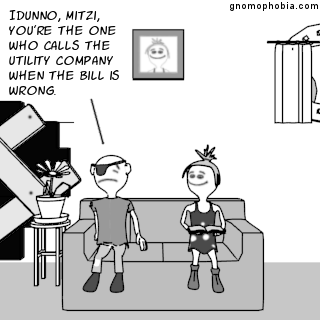 gnomophobia.com
Idunno, Mitzi,
you're the one
who calls the
utility company
when the bill is
wrong.